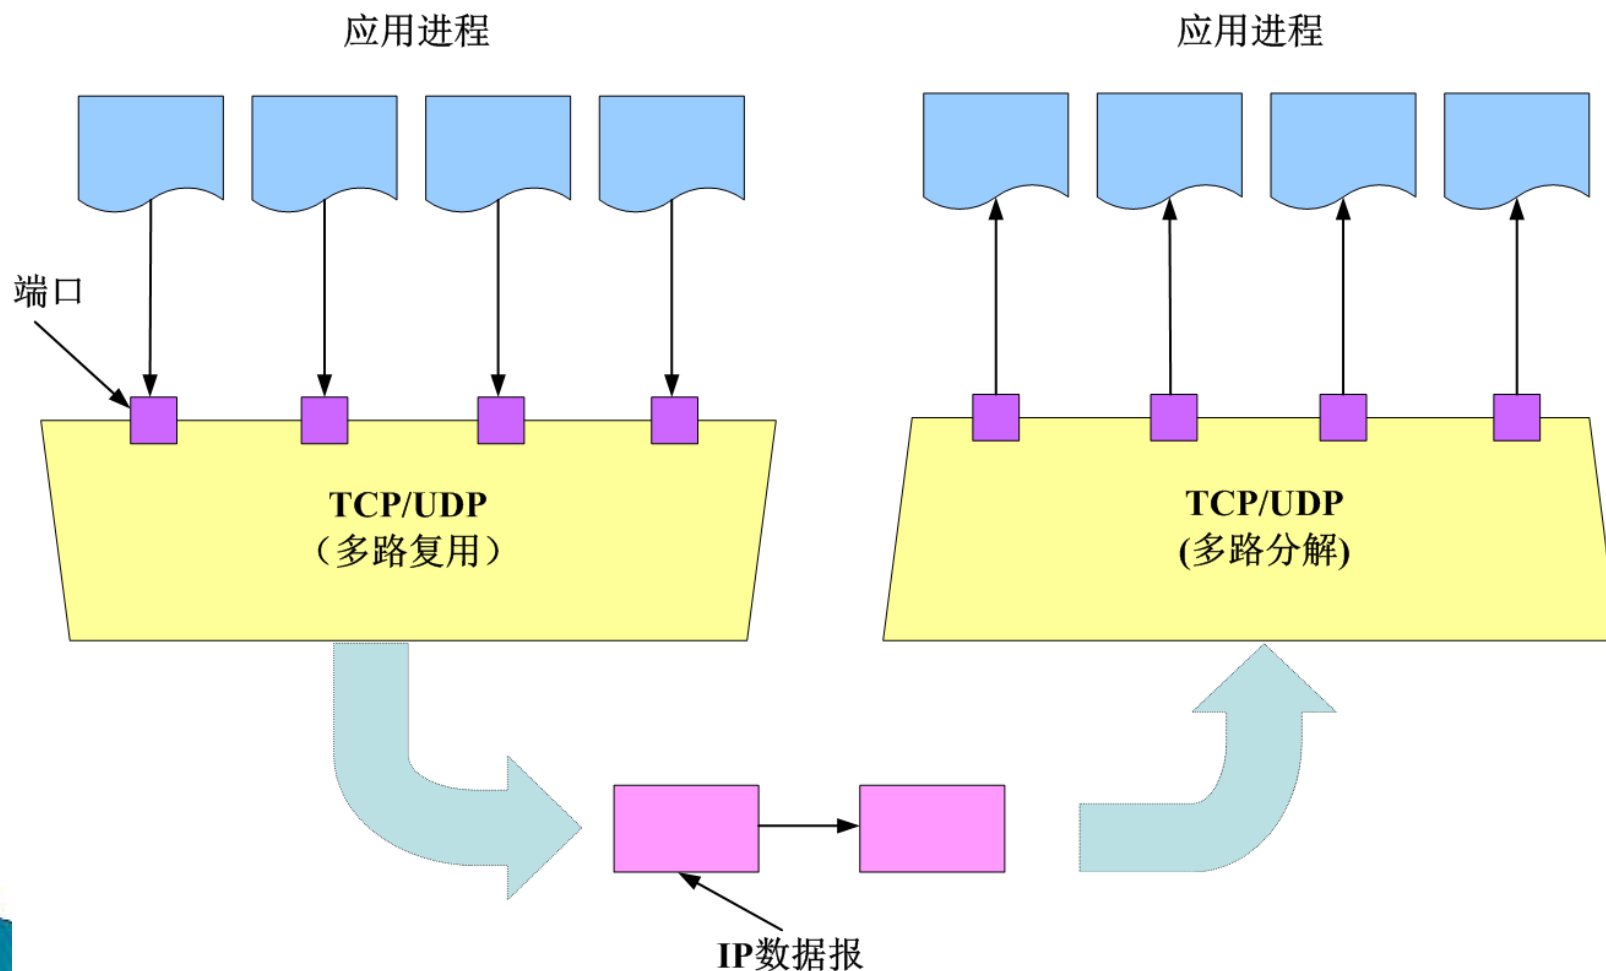 应用进程
应用进程
端口
TCP/UDP
（多路复用）
TCP/UDP
(多路分解)
IP数据报